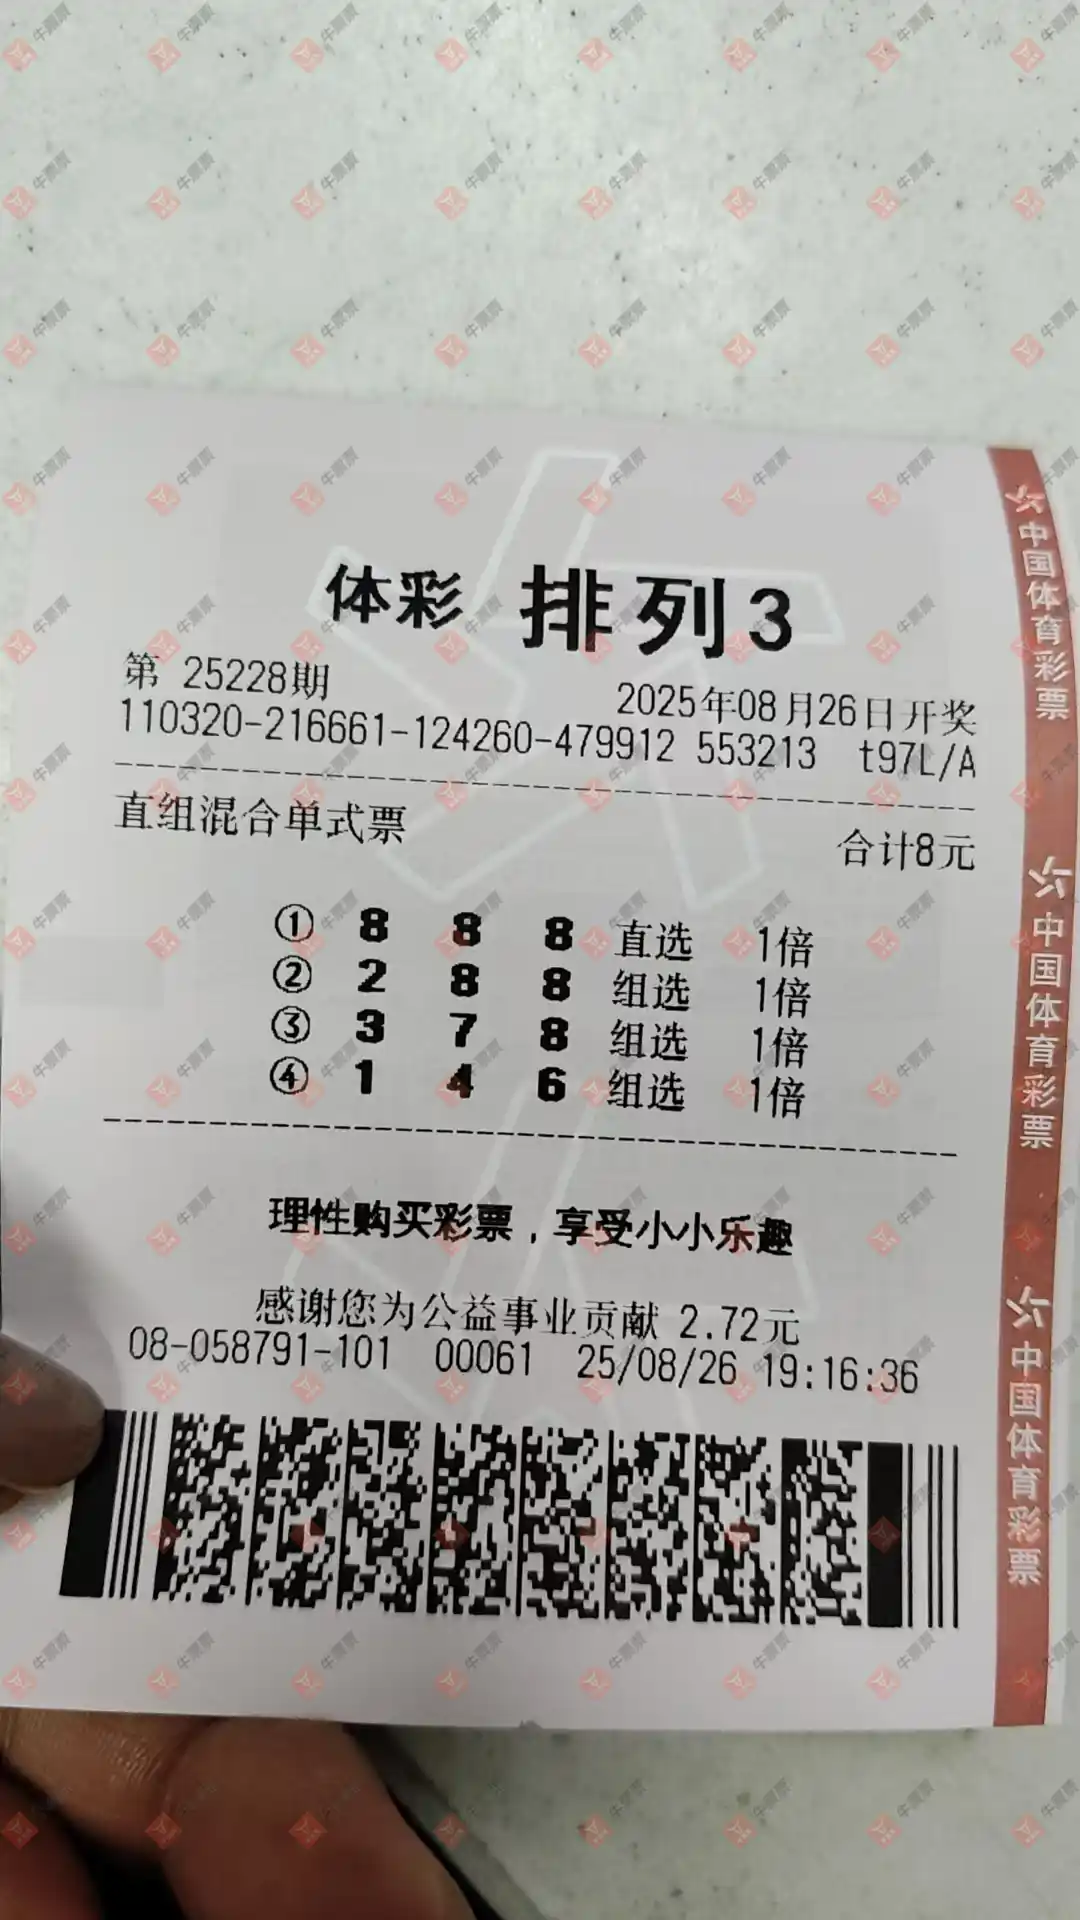 体彩 排列3
第 25228期
2025年08月26日开奖
110320-216661-124260-479912 553213 t97L/A
直组混合单式票
合计8元
① 8 8 8 直选 1倍
② 2 8 8 组选 1倍
③ 3 7 8 组选 1倍
④ 1 4 6 组选 1倍
理性购买彩票，享受小小乐趣
感谢您为公益事业贡献 2.72元
08-058791-101 00061 25/08/26 19:16:36
中国体育彩票
中国体育彩票
中国体育彩票
牛票票